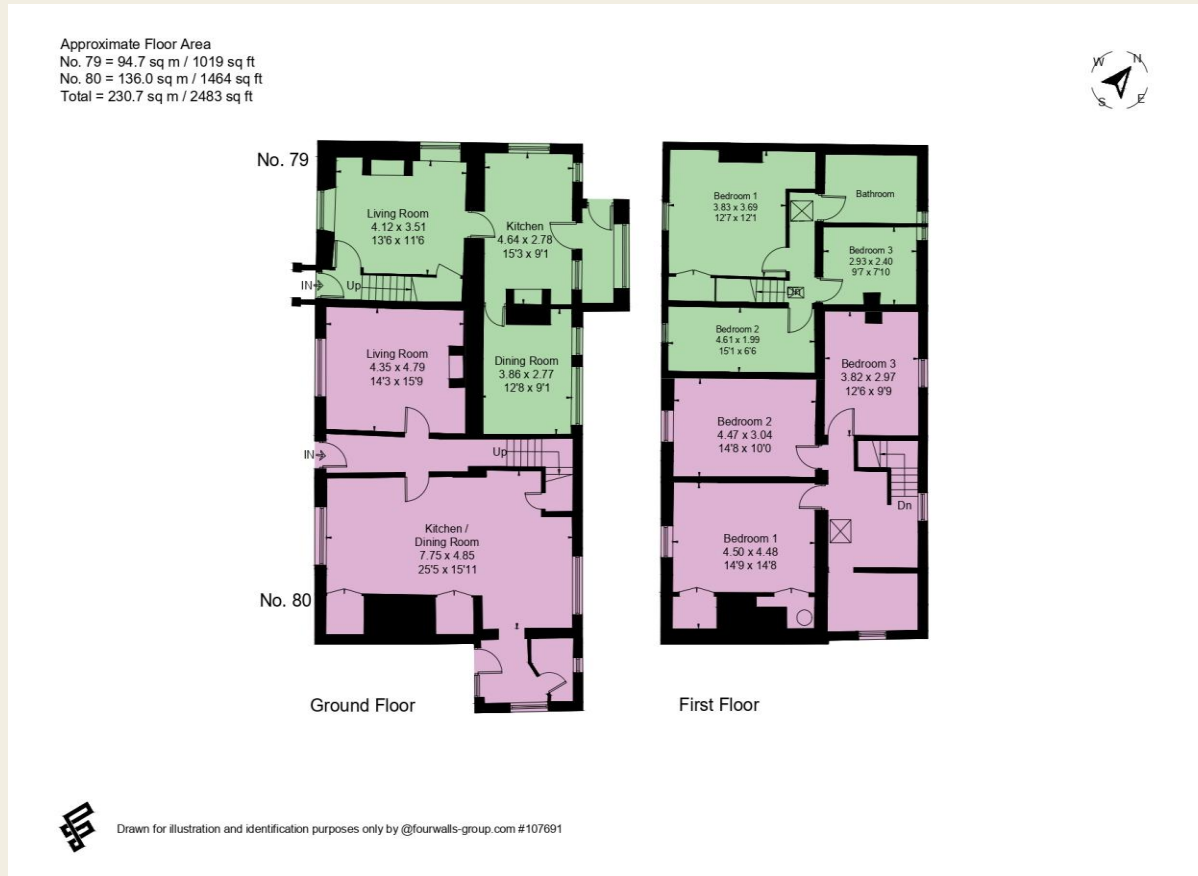 Approximate Floor Area
No. 79 = 94.7 sq m / 1019 sq ft
No. 80 = 136.0 sq m / 1464 sq ft
Total = 230.7 sq m / 2483 sq ft
W
N
S
E
No. 79
Living Room
4.12 x 3.51
13'6 x 11'6
Kitchen
4.64 x 2.78
15'3 x 9'1
IN
Up
Living Room
4.35 x 4.79
14'3 x 15'9
Dining Room
3.86 x 2.77
12'8 x 9'1
IN
Up
Kitchen /
Dining Room
7.75 x 4.85
25'5 x 15'11
No. 80
Ground Floor
Bedroom 1
3.83 x 3.69
12'7 x 12'1
Bathroom
Bedroom 3
2.93 x 2.40
9'7 x 7'10
Dn
Bedroom 2
4.61 x 1.99
15'1 x 6'6
Bedroom 3
3.82 x 2.97
12'6 x 9'9
Bedroom 2
4.47 x 3.04
14'8 x 10'0
Dn
Bedroom 1
4.50 x 4.48
14'9 x 14'8
First Floor
Drawn for illustration and identification purposes only by @fourwalls-group.com #107691